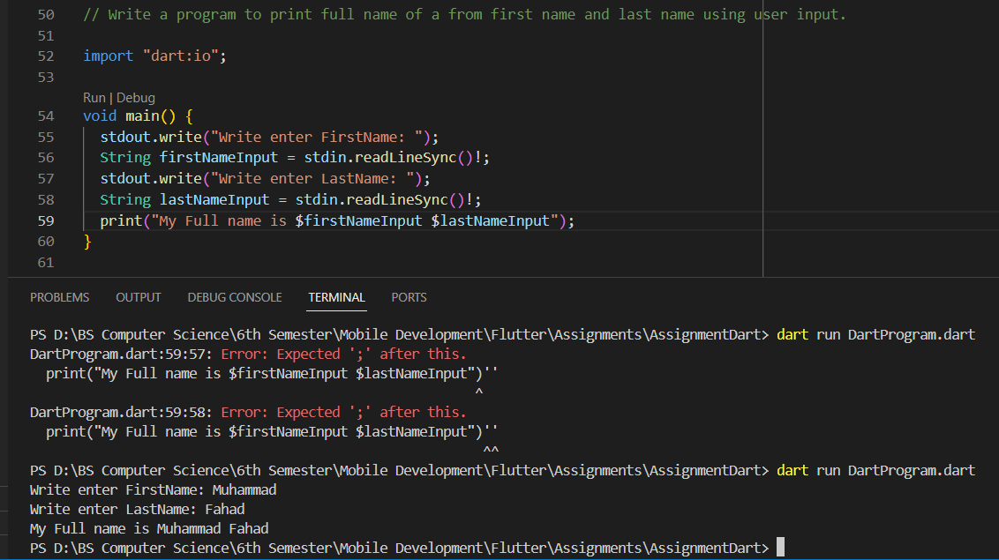 50 // Write a program to print full name of a from first name and last name using user input.
51
52 import "dart:io";
53
Run | Debug
54 void main() {
55 stdout.write("Write enter FirstName: ");
56 String firstNameInput = stdin.readLineSync()!;
57 stdout.write("Write enter LastName: ");
58 String lastNameInput = stdin.readLineSync()!;
59 print("My Full name is $firstNameInput $lastNameInput");
60 }
61
PROBLEMS OUTPUT DEBUG CONSOLE TERMINAL PORTS
PS D:\BS Computer Science\6th Semester\Mobile Development\Flutter\Assignments\AssignmentDart> dart run DartProgram.dart
DartProgram.dart:59:57: Error: Expected ';' after this.
print("My Full name is $firstNameInput $lastNameInput")''
^
DartProgram.dart:59:58: Error: Expected ';' after this.
print("My Full name is $firstNameInput $lastNameInput")''
^^
PS D:\BS Computer Science\6th Semester\Mobile Development\Flutter\Assignments\AssignmentDart> dart run DartProgram.dart
Write enter FirstName: Muhammad
Write enter LastName: Fahad
My Full name is Muhammad Fahad
PS D:\BS Computer Science\6th Semester\Mobile Development\Flutter\Assignments\AssignmentDart>